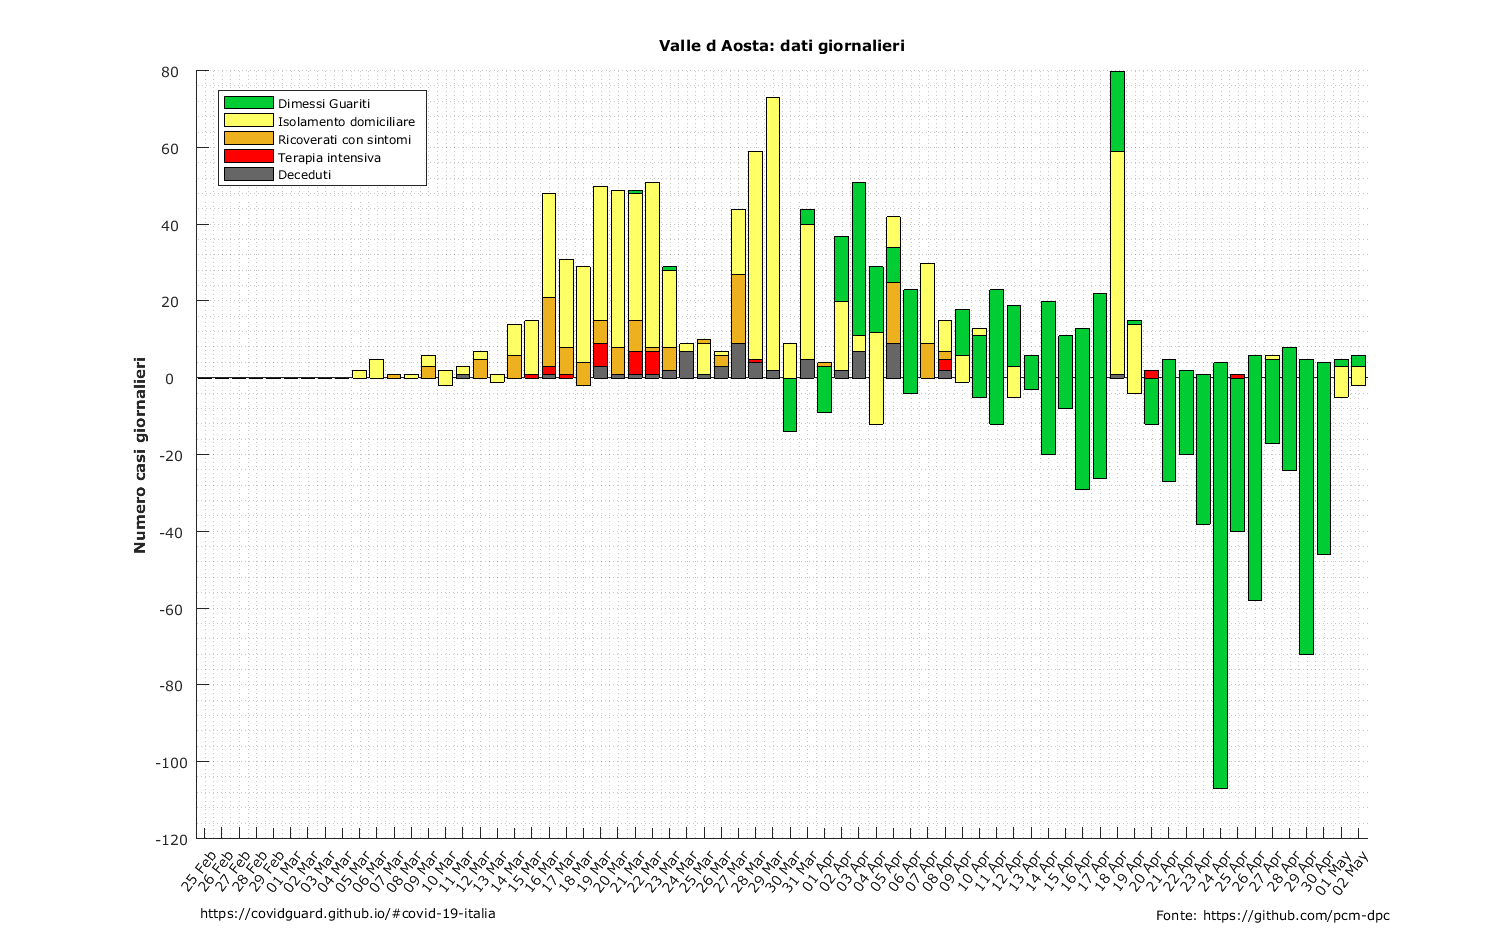 Valle d Aosta: dati giornalieri
80
60
40
20
0
-20
-40
-60
-80
-100
-120
Numero casi giornalieri
Dimessi Guariti
Isolamento domiciliare
Ricoverati con sintomi
Terapia intensiva
Deceduti
25 Feb
26 Feb
27 Feb
28 Feb
29 Feb
01 Mar
02 Mar
03 Mar
04 Mar
05 Mar
06 Mar
07 Mar
08 Mar
09 Mar
10 Mar
11 Mar
12 Mar
13 Mar
14 Mar
15 Mar
16 Mar
17 Mar
18 Mar
19 Mar
20 Mar
21 Mar
22 Mar
23 Mar
24 Mar
25 Mar
26 Mar
27 Mar
28 Mar
29 Mar
30 Mar
31 Mar
01 Apr
02 Apr
03 Apr
04 Apr
05 Apr
06 Apr
07 Apr
08 Apr
09 Apr
10 Apr
11 Apr
12 Apr
13 Apr
14 Apr
15 Apr
16 Apr
17 Apr
18 Apr
19 Apr
20 Apr
21 Apr
22 Apr
23 Apr
24 Apr
25 Apr
26 Apr
27 Apr
28 Apr
29 Apr
30 Apr
01 May
02 May
https://covidguard.github.io/#covid-19-italia
Fonte: https://github.com/pcm-dpc